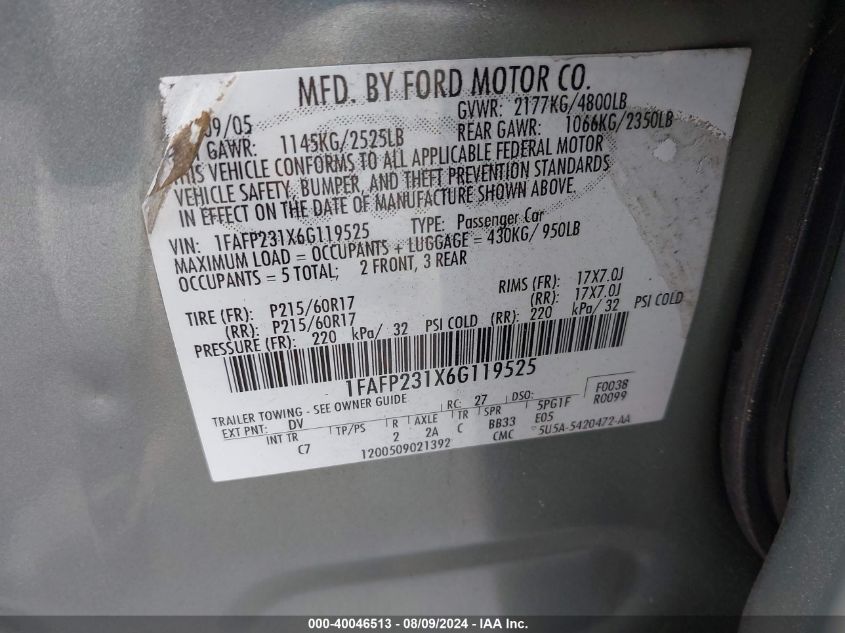 MFD. BY FORD MOTOR CO.
09/05 GVWR: 2177KG/4800LB
GAWR: 1145KG/2525LB REAR GAWR: 1066KG/2350LB
THIS VEHICLE CONFORMS TO ALL APPLICABLE FEDERAL MOTOR
VEHICLE SAFETY, BUMPER, AND THEFT PREVENTION STANDARDS
IN EFFECT ON THE DATE OF MANUFACTURE SHOWN ABOVE.
VIN: 1FAFP231X6G119525 TYPE: Passenger Car
MAXIMUM LOAD = OCCUPANTS + LUGGAGE = 430KG/ 950LB
OCCUPANTS = 5 TOTAL; 2 FRONT, 3 REAR
TIRE (FR): P215/60R17 RIMS (FR): 17X7.0J
(RR): P215/60R17 (RR): 17X7.0J
PRESSURE (FR): 220 kPa/ 32 PSI COLD (RR): 220 kPa/ 32 PSI COLD
1FAFP231X6G119525
TRAILER TOWING - SEE OWNER GUIDE
EXT PNT: DV RC: 27 DSO: F0038
INT TR TP/PS R AXLE TR SPR 5PG1F R0099
C7 2 2A C BB33 E05
1200509021392 CMC 5U5A-5420472-AA
000-40046513 - 08/09/2024 - IAA Inc.